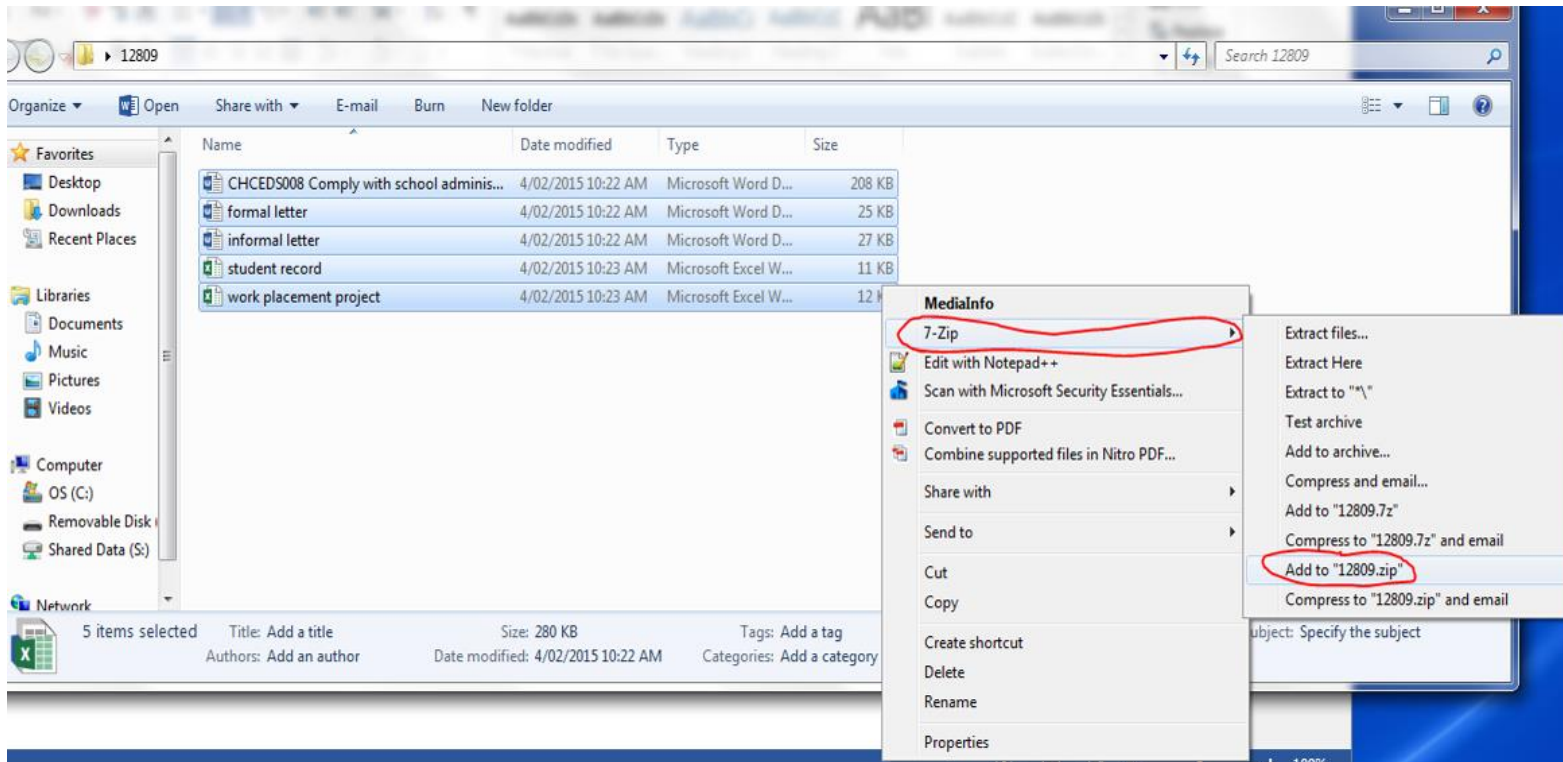 12809
Search 12809
Organize Open Share with E-mail Burn New folder
Name Date modified Type Size
Favorites
Desktop
Downloads
Recent Places
Libraries
Documents
Music
Pictures
Videos
Computer
OS (C:)
Removable Disk
Shared Data (S:)
Network
CHCEDS008 Comply with school adminis... 4/02/2015 10:22 AM Microsoft Word D... 208 KB
formal letter 4/02/2015 10:22 AM Microsoft Word D... 25 KB
informal letter 4/02/2015 10:22 AM Microsoft Word D... 27 KB
student record 4/02/2015 10:23 AM Microsoft Excel W... 11 KB
work placement project 4/02/2015 10:23 AM Microsoft Excel W... 12
MediaInfo
7-Zip
Edit with Notepad++
Scan with Microsoft Security Essentials...
Convert to PDF
Combine supported files in Nitro PDF...
Share with
Send to
Cut
Copy
Create shortcut
Delete
Rename
Properties
Extract files...
Extract Here
Extract to "*\"
Test archive
Add to archive...
Compress and email...
Add to "12809.7z"
Compress to "12809.7z" and email
Add to "12809.zip"
Compress to "12809.zip" and email
5 items selected Title: Add a title Size: 280 KB Tags: Add a tag ubject: Specify the subject
Authors: Add an author Date modified: 4/02/2015 10:22 AM Categories: Add a category